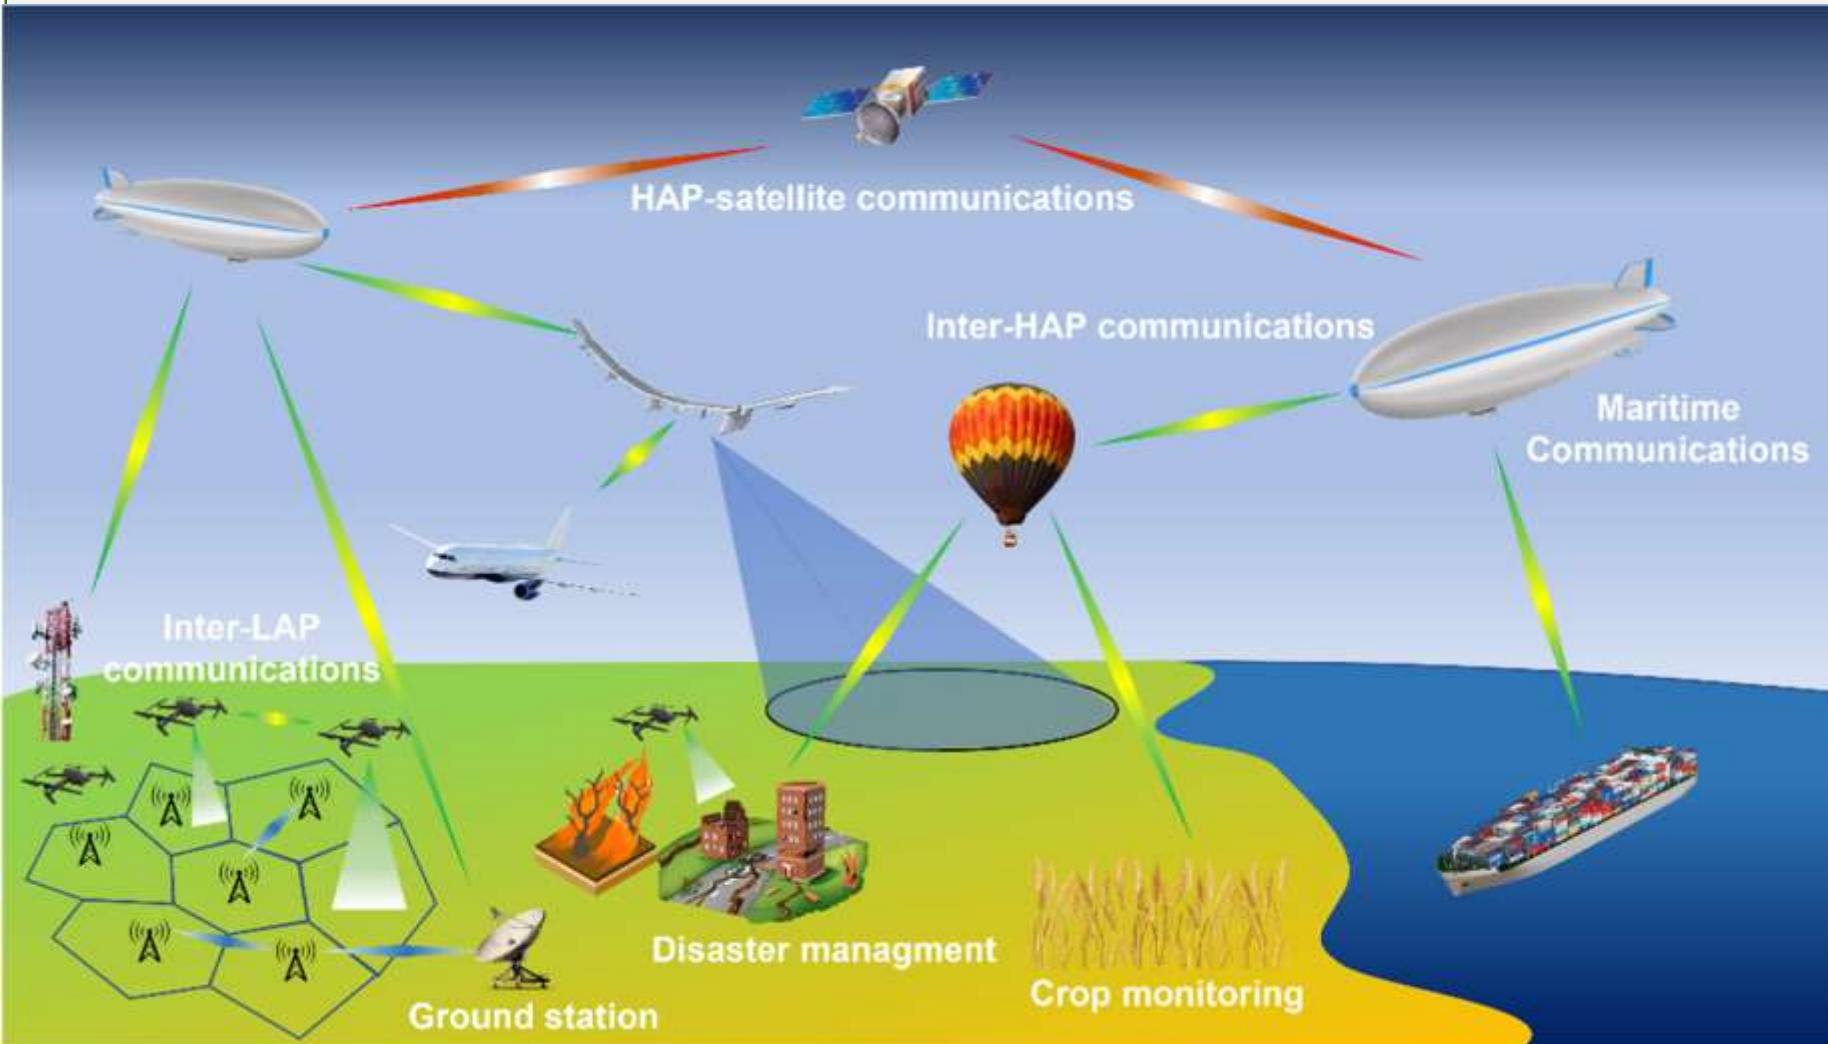 HAP-satellite communications
Inter-HAP communications
Maritime
Communications
Inter-LAP
communications
Disaster managment
Crop monitoring
Ground station